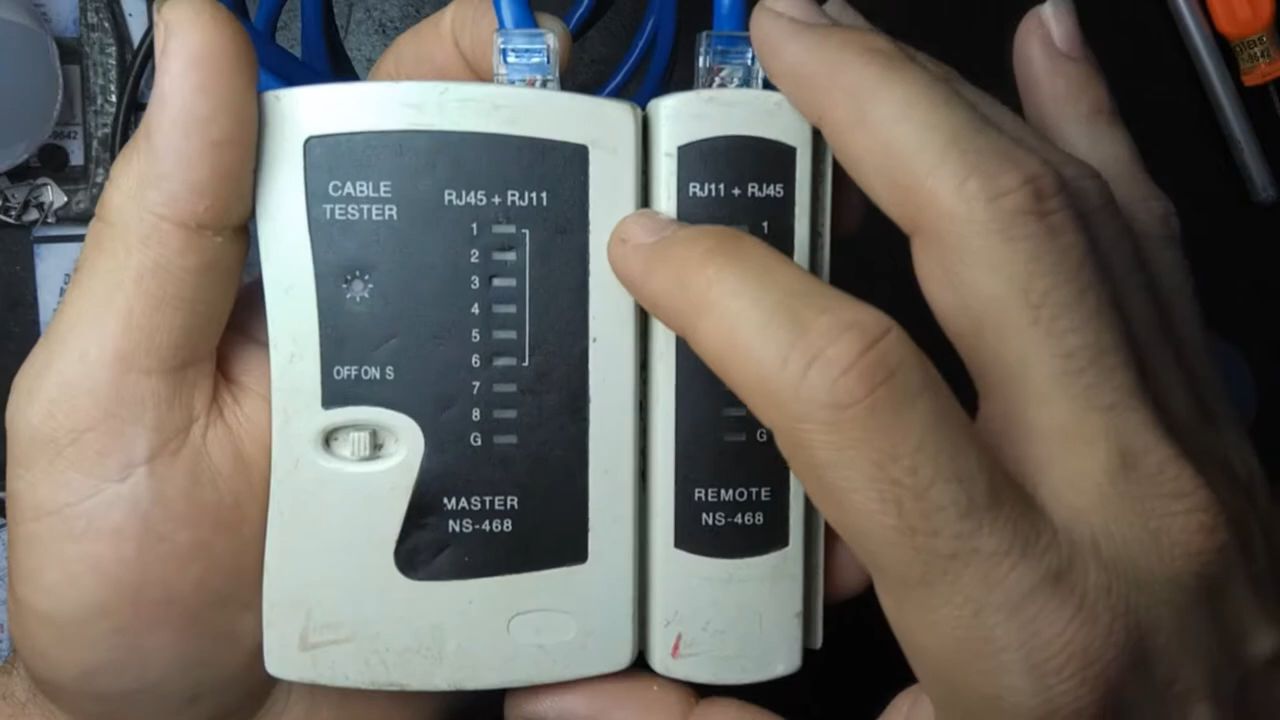 CABLE
TESTER
RJ45 + RJ11
1
2
3
4
5
6
7
8
G
OFF ON S
MASTER
NS-468
RJ11 + RJ45
1
G
REMOTE
NS-468